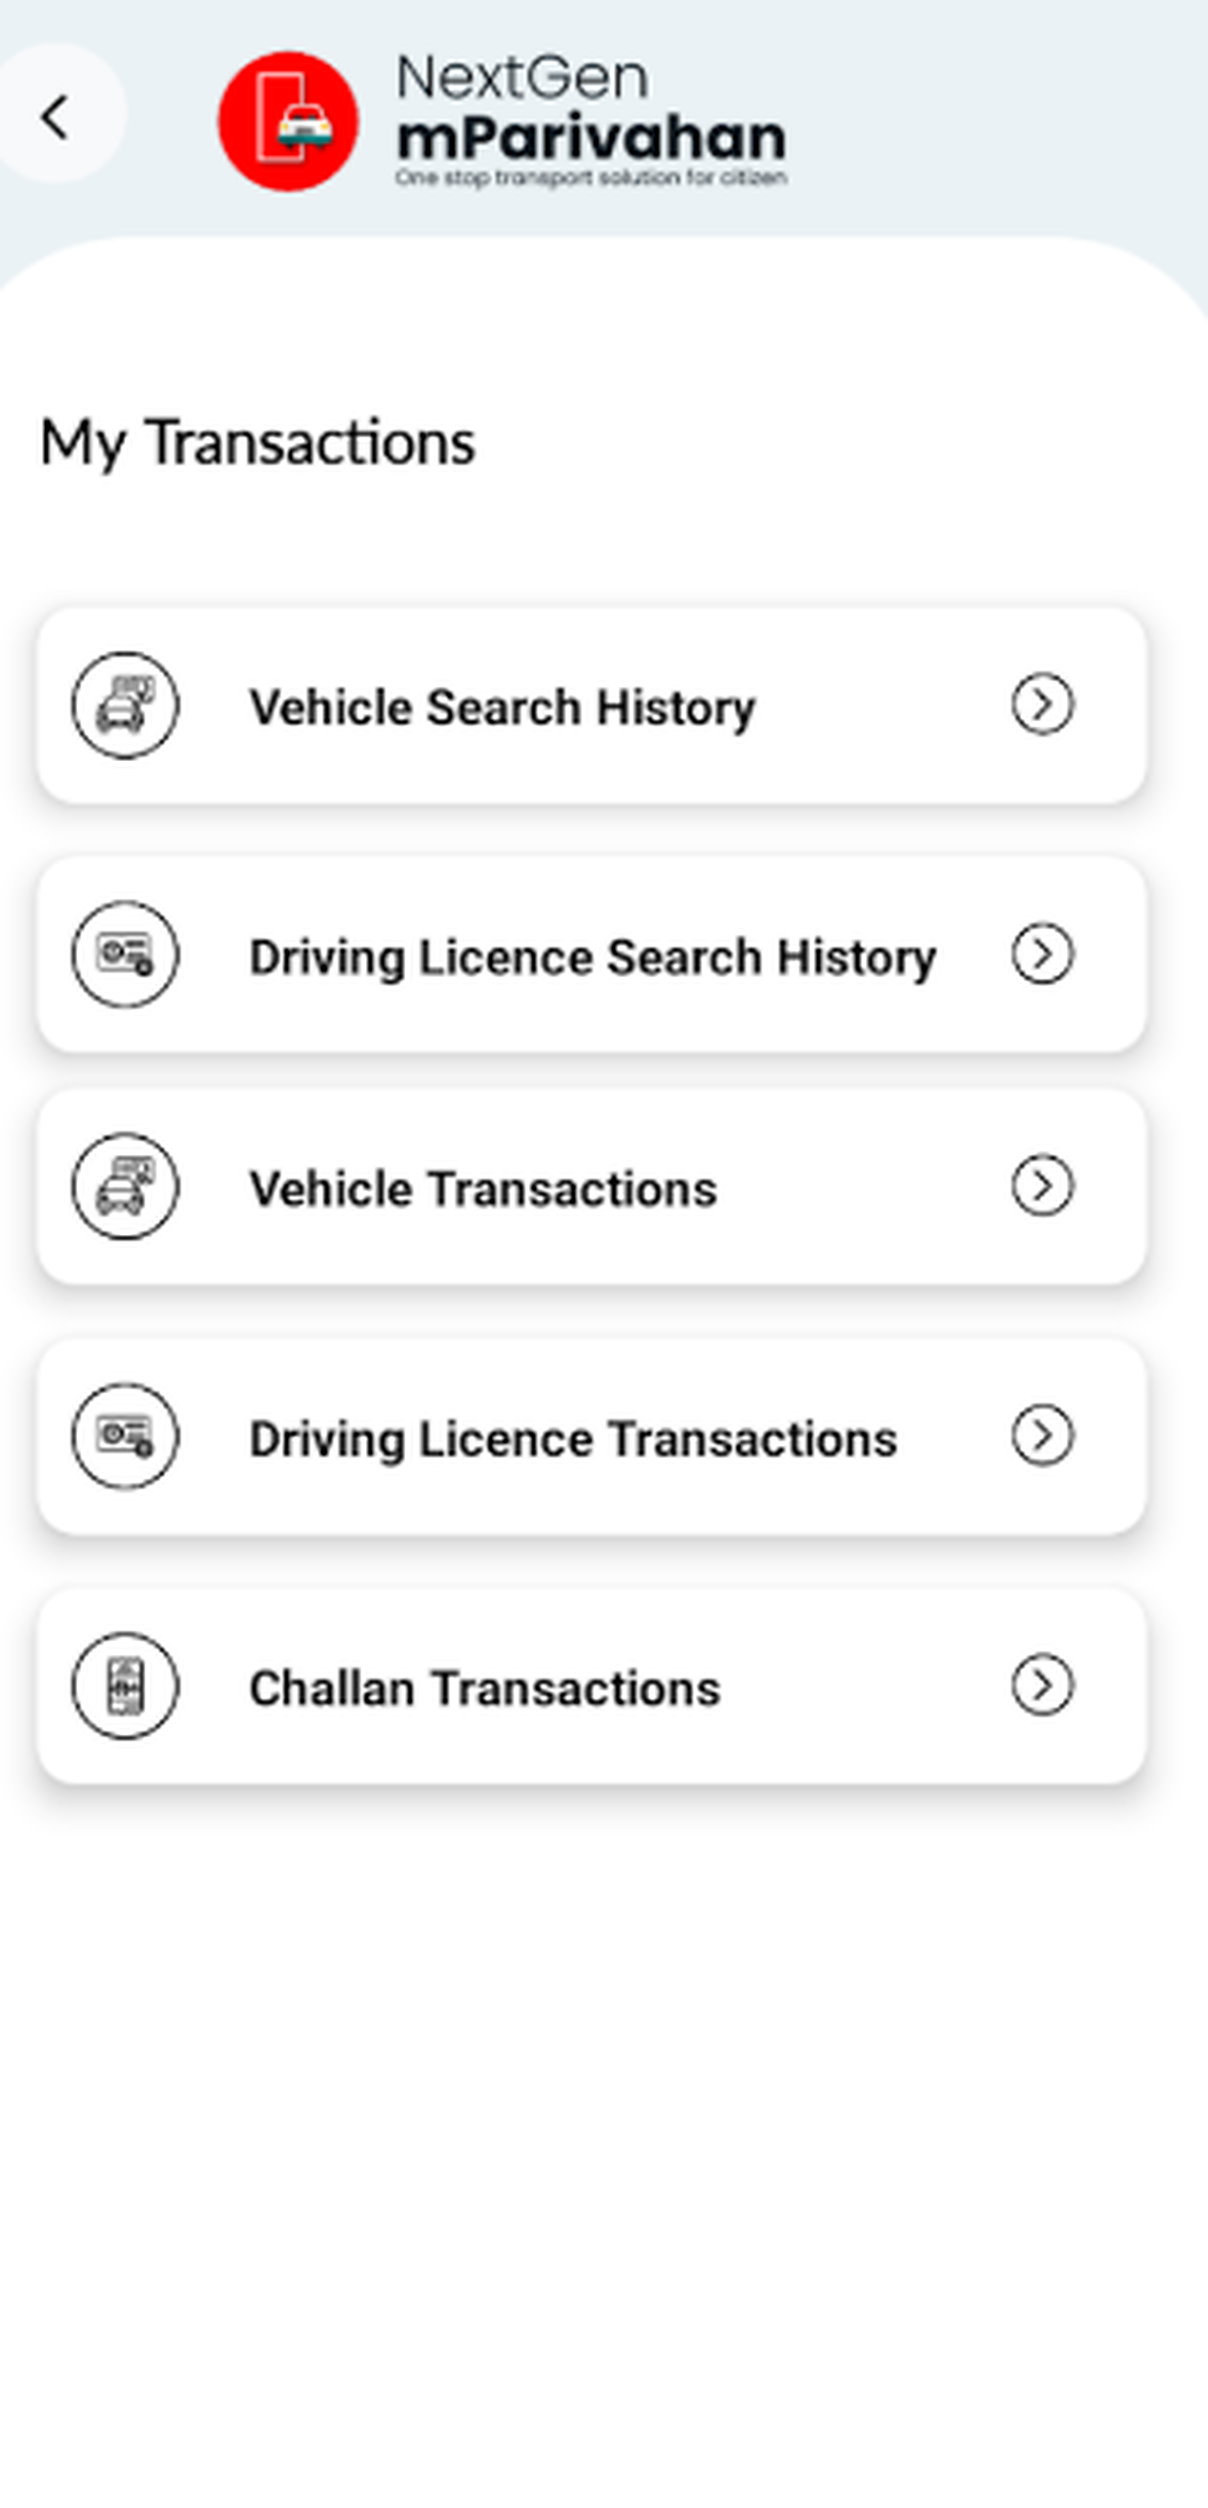 NextGen
mParivahan
One stop transport solution for citizen
My Transactions
Vehicle Search History
Driving Licence Search History
Vehicle Transactions
Driving Licence Transactions
Challan Transactions